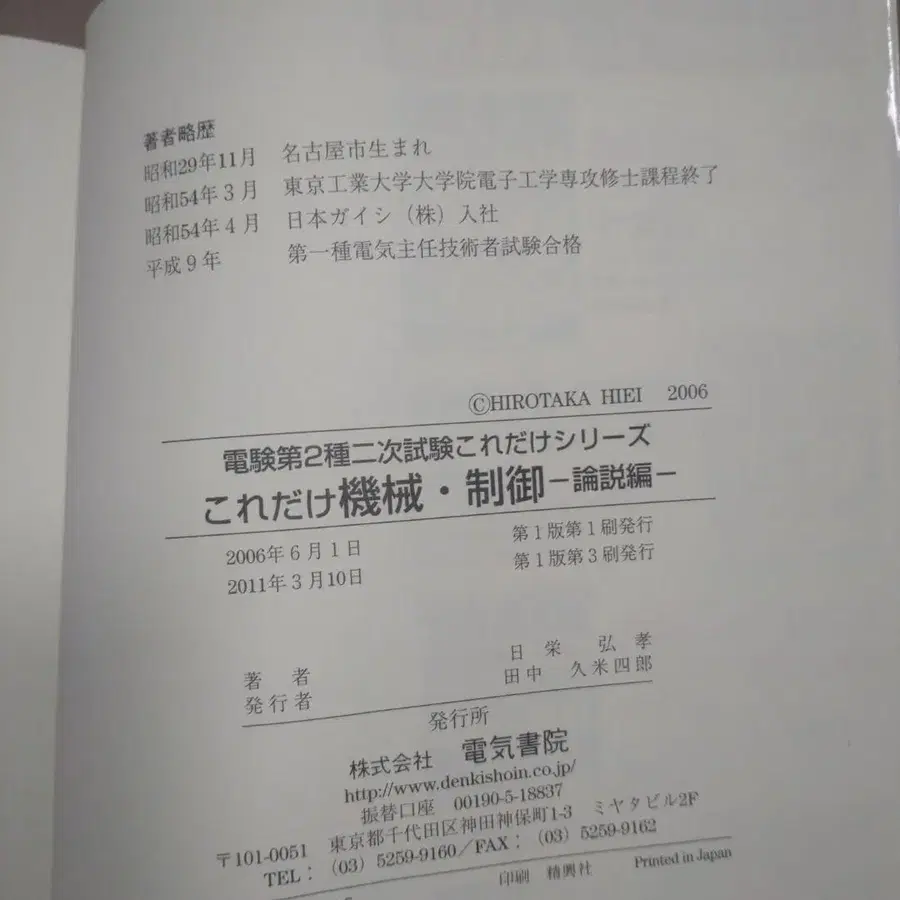 著者略歴
昭和29年11月 名古屋市生まれ
昭和54年3月 東京工業大学大学院電子工学専攻修士課程終了
昭和54年4月 日本ガイシ（株）入社
平成9年 第一種電気主任技術者試験合格
©HIROTAKA HIEI 2006
電験第2種二次試験これだけシリーズ
これだけ機械・制御－論説編－
2006年6月1日 第1版第1刷発行
2011年3月10日 第1版第3刷発行
著者 日栄弘孝
発行者 田中久米四郎
発行所
株式会社 電気書院
http://www.denkishoin.co.jp/
振替口座 00190-5-18837
〒101-0051 東京都千代田区神田神保町1-3 ミヤタビル2F
TEL：（03）5259-9160／FAX：（03）5259-9162
印刷 精興社 Printed in Japan